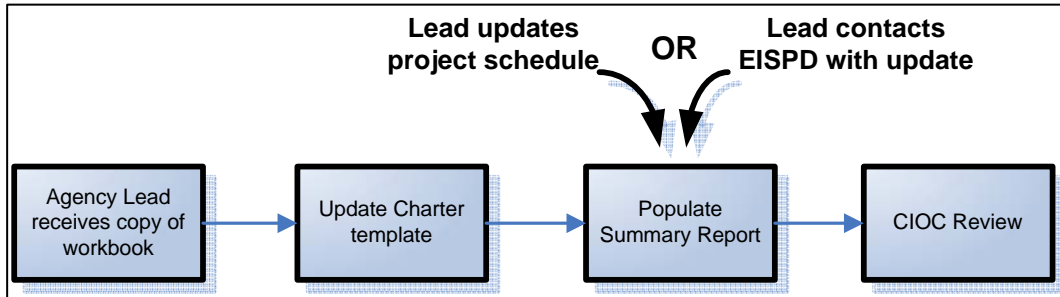 Lead updates
project schedule
OR
Lead contacts
EISPD with update
Agency Lead
receives copy of
workbook
Update Charter
template
Populate
Summary Report
CIOC Review